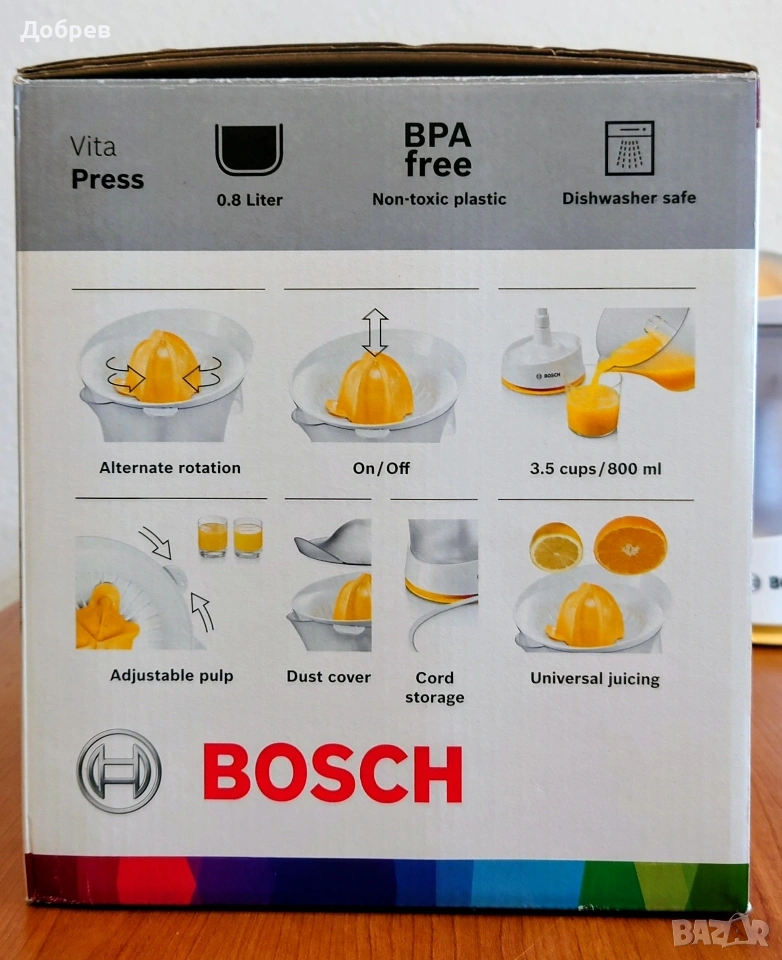 Добрев
Vita
Press
0.8 Liter
BPA
free
Non-toxic plastic
Dishwasher safe
BOSCH
Alternate rotation
On/Off
3.5 cups/800 ml
Adjustable pulp
Dust cover
Cord
storage
Universal juicing
BOSCH
BAZAR